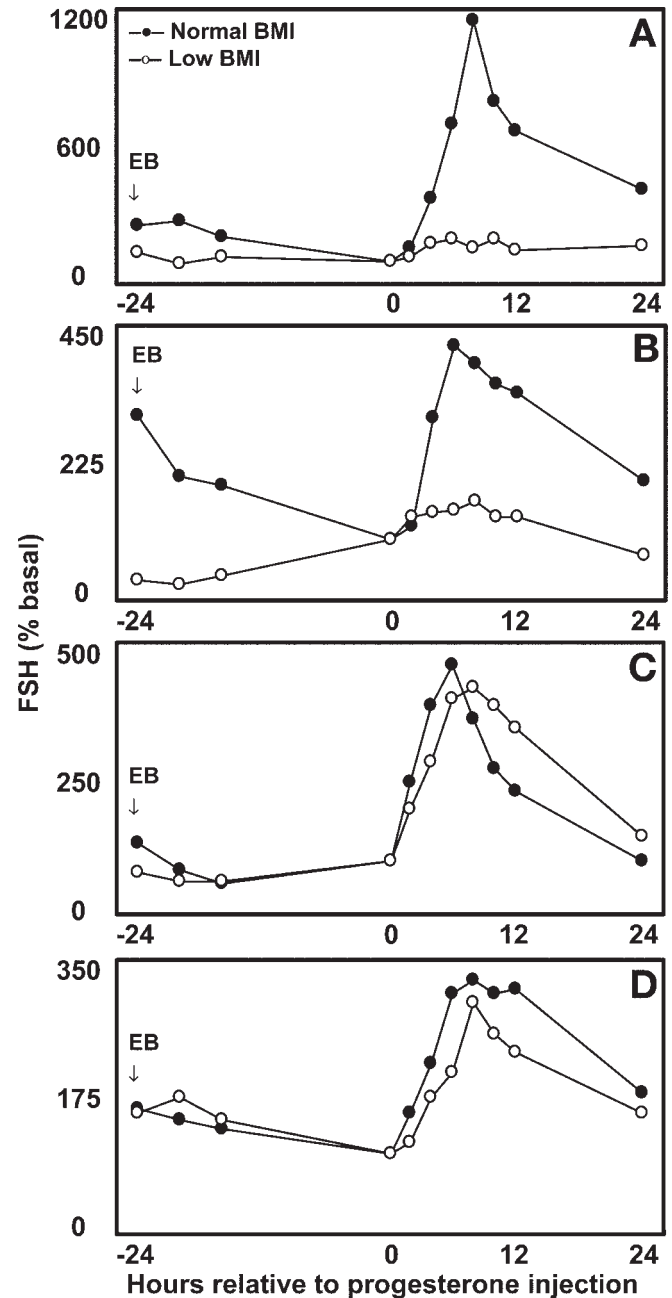 1200
Normal BMI
Low BMI
A
600
EB
↓
0
-24
0
12
24
450
B
EB
↓
225
0
-24
0
12
24
500
C
EB
↓
250
0
-24
0
12
24
350
D
EB
↓
175
0
-24
0
12
24
FSH (% basal)
Hours relative to progesterone injection